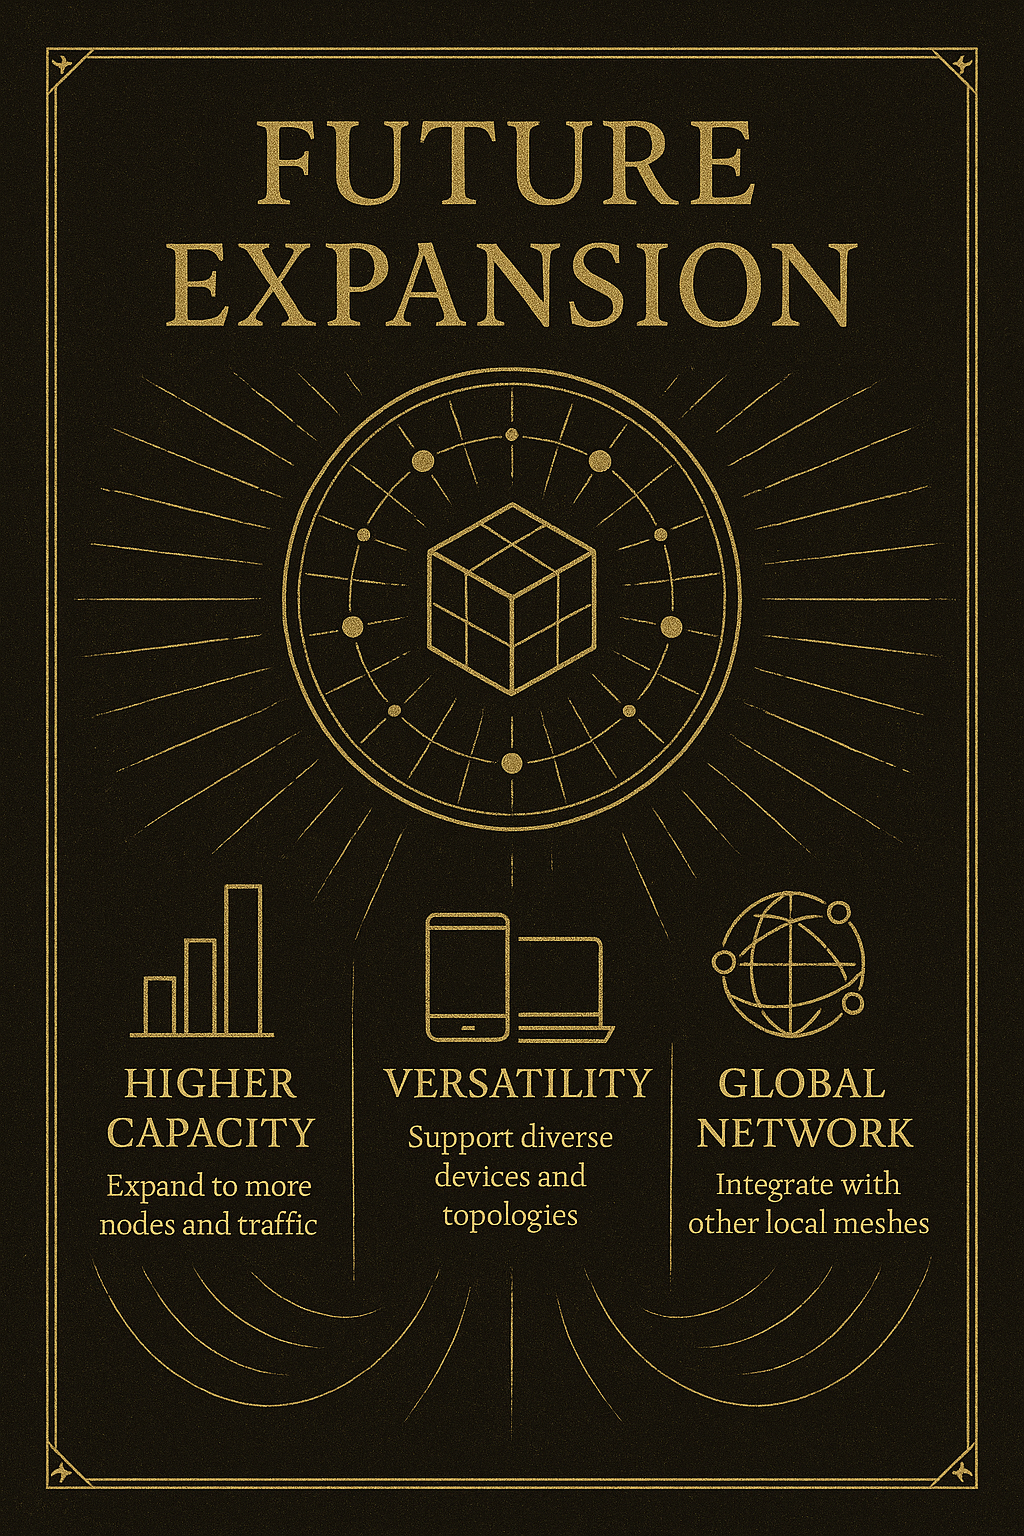 FUTURE
EXPANSION
HIGHER
CAPACITY
Expand to more
nodes and traffic
VERSATILITY
Support diverse
devices and
topologies
GLOBAL
NETWORK
Integrate with
other local meshes